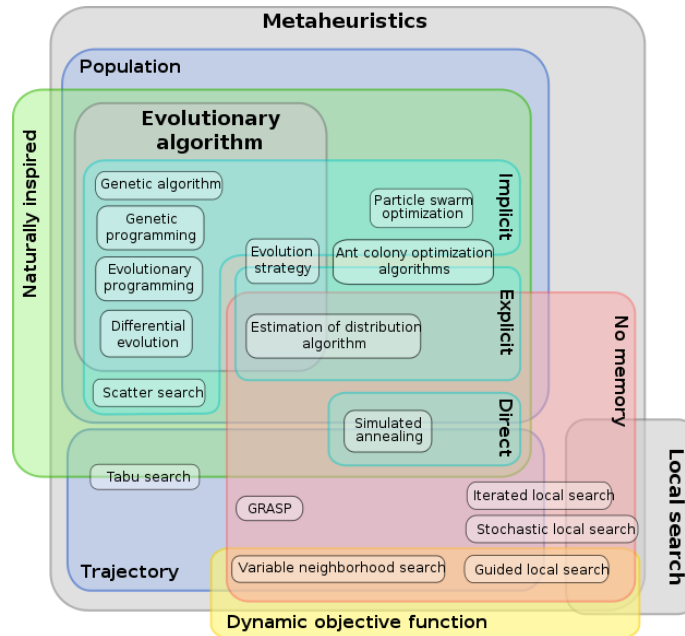 Metaheuristics
Population
Naturally inspired
Evolutionary
algorithm
Genetic algorithm
Implicit
Particle swarm
optimization
Genetic
programming
Evolution
strategy
Ant colony optimization
algorithms
Evolutionary
programming
Explicit
No memory
Differential
evolution
Estimation of distribution
algorithm
Scatter search
Direct
Simulated
annealing
Local search
Tabu search
Iterated local search
GRASP
Stochastic local search
Trajectory
Variable neighborhood search
Guided local search
Dynamic objective function